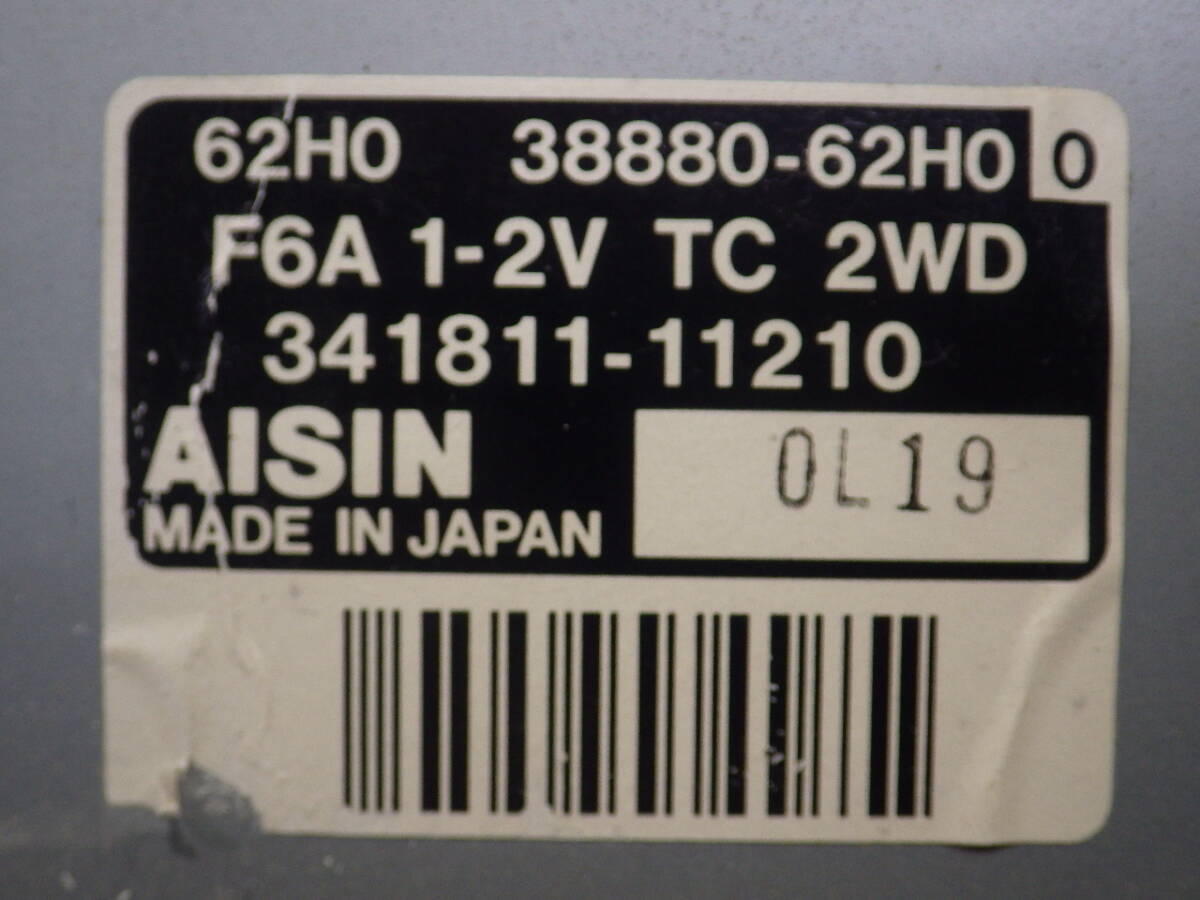 62H0 38880-62H0 0
F6A 1-2V TC 2WD
341811-11210
AISIN
0L19
MADE IN JAPAN